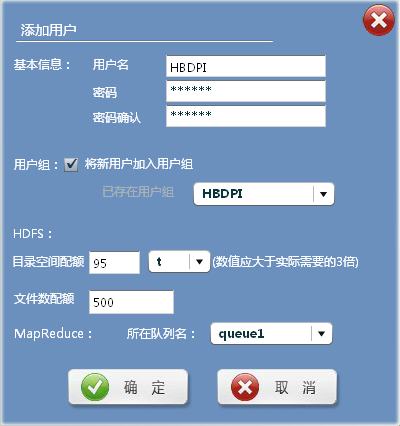 添加用户
基本信息： 用户名 HBDPI
密码 ******
密码确认 ******
用户组： 将新用户加入用户组
已存在用户组 HBDPI
HDFS：
目录空间配额 95 t (数值应大于实际需要的3倍)
文件数配额 500
MapReduce： 所在队列名： queue1
确 定 取 消